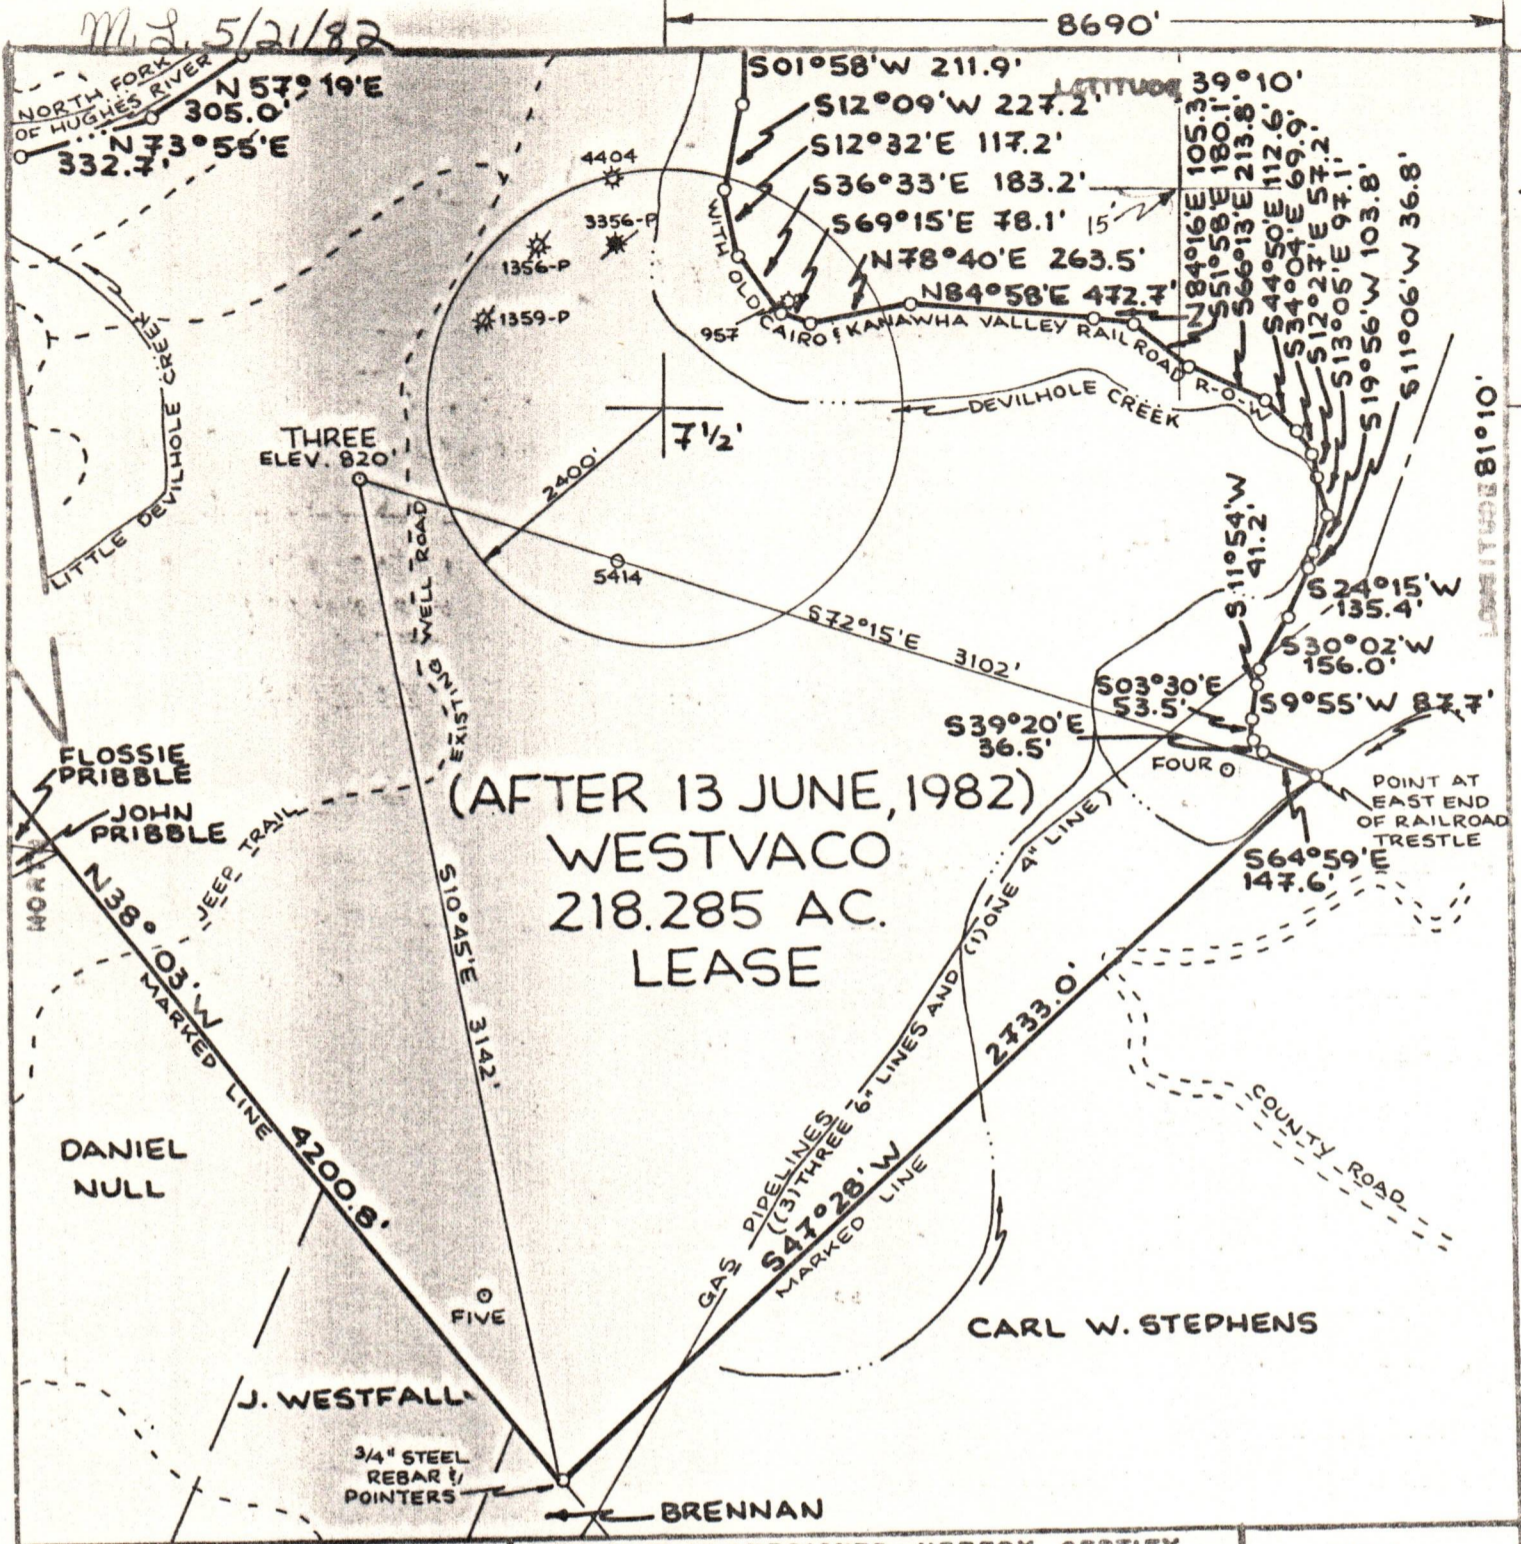 M.L. 5/21/82
8690'
NORTH FORK
OF HUGHES RIVER
N 57° 19'E
305.0'
N 73°55'E
332.7'
S01°58'W 211.9'
LATITUDE 39°10'
S12°09'W 227.2'
S12°32'E 117.2'
S36°33'E 183.2'
S69°15'E 78.1'
15'
N78°40'E 263.5'
N84°58'E 472.7'
N84°16'E 105.3'
S51°58'E 180.1'
S66°13'E 213.8'
S44°50'E 112.6'
S34°04'E 69.9'
S12°27'E 57.2'
S13°05'E 97.1'
S19°56'W 103.8'
S11°06'W 36.8'
4404
3356-P
1356-P
1359-P
957
WITH OLD CAIRO & KANAWHA VALLEY RAILROAD R-O-W
DEVILHOLE CREEK
LITTLE DEVILHOLE CREEK
7 1/2'
THREE
ELEV. 820'
2400'
5414
LONGITUDE 81°10'
S 11°54'W
41.2'
S24°15'W
135.4'
S30°02'W
156.0'
S72°15'E 3102'
S03°30'E
53.5'
S9°55'W 87.7'
S39°20'E
36.5'
FOUR
POINT AT
EAST END
OF RAILROAD
TRESTLE
S64°59'E
147.6'
EXISTING WELL ROAD
FLOSSIE
PRIBBLE
JOHN
PRIBBLE
NORTH
JEEP TRAIL
(AFTER 13 JUNE, 1982)
WESTVACO
218.285 AC.
LEASE
S10°45'E 3142'
N38°03'W
4200.8'
MARKED LINE
GAS PIPELINES
((3)THREE 6" LINES AND (1)ONE 4" LINE)
2733.0'
S47°28'W
MARKED LINE
COUNTY ROAD
DANIEL
NULL
FIVE
CARL W. STEPHENS
J. WESTFALL
3/4" STEEL
REBAR &
POINTERS
BRENNAN
HEREBY CERTIFY